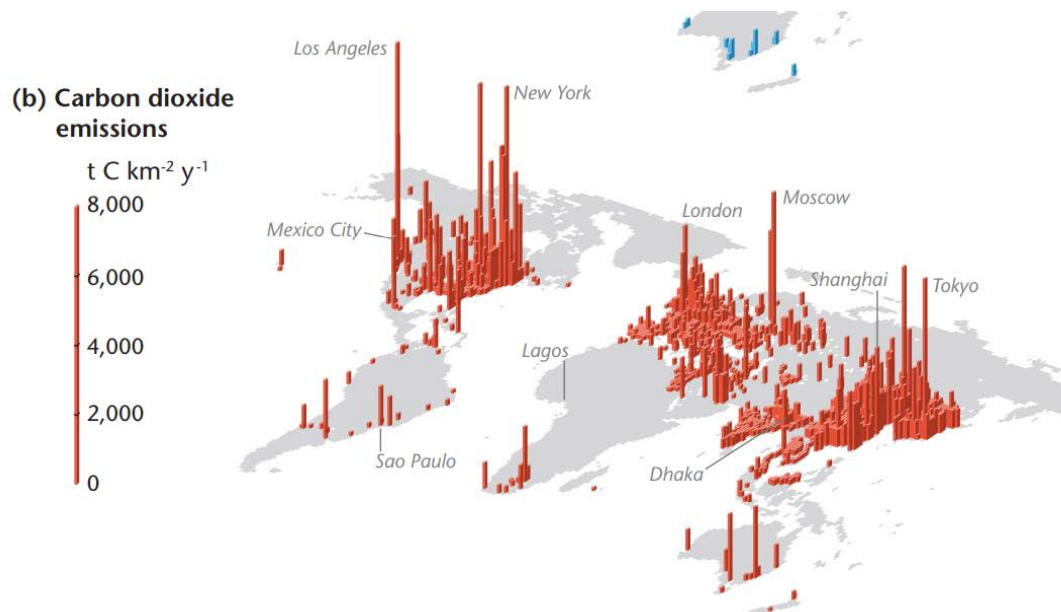 Los Angeles
New York
(b) Carbon dioxide
emissions
t C km⁻² y⁻¹
8,000
6,000
4,000
2,000
0
Mexico City
London
Moscow
Shanghai
Tokyo
Lagos
Sao Paulo
Dhaka